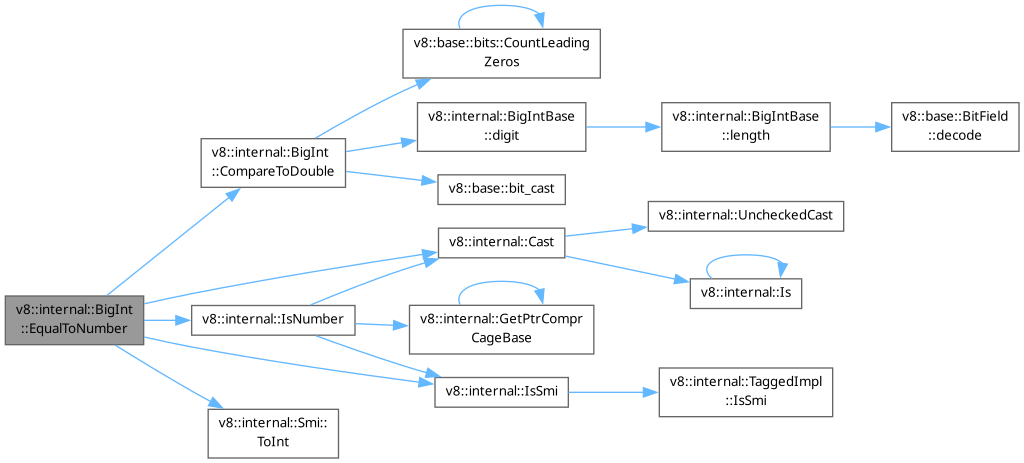 v8::base::bits::CountLeading
Zeros
v8::internal::BigIntBase
::digit
v8::internal::BigIntBase
::length
v8::base::BitField
::decode
v8::internal::BigInt
::CompareToDouble
v8::base::bit_cast
v8::internal::UncheckedCast
v8::internal::Cast
v8::internal::Is
v8::internal::BigInt
::EqualToNumber
v8::internal::IsNumber
v8::internal::GetPtrCompr
CageBase
v8::internal::IsSmi
v8::internal::TaggedImpl
::IsSmi
v8::internal::Smi::
ToInt